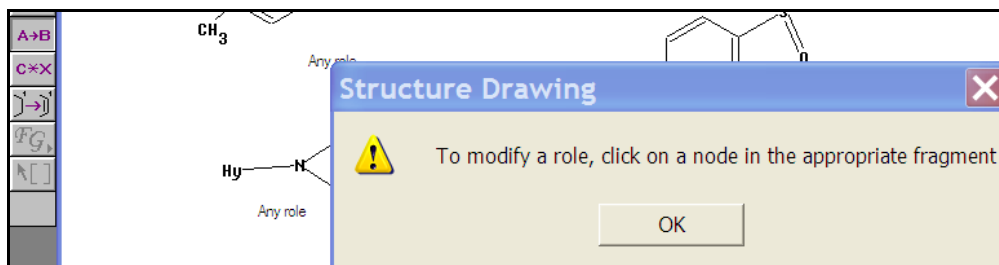 A→B
CH3
S
O
Any role
C✳X
Structure Drawing
To modify a role, click on a node in the appropriate fragment
FG
Hy
N
Any role
OK